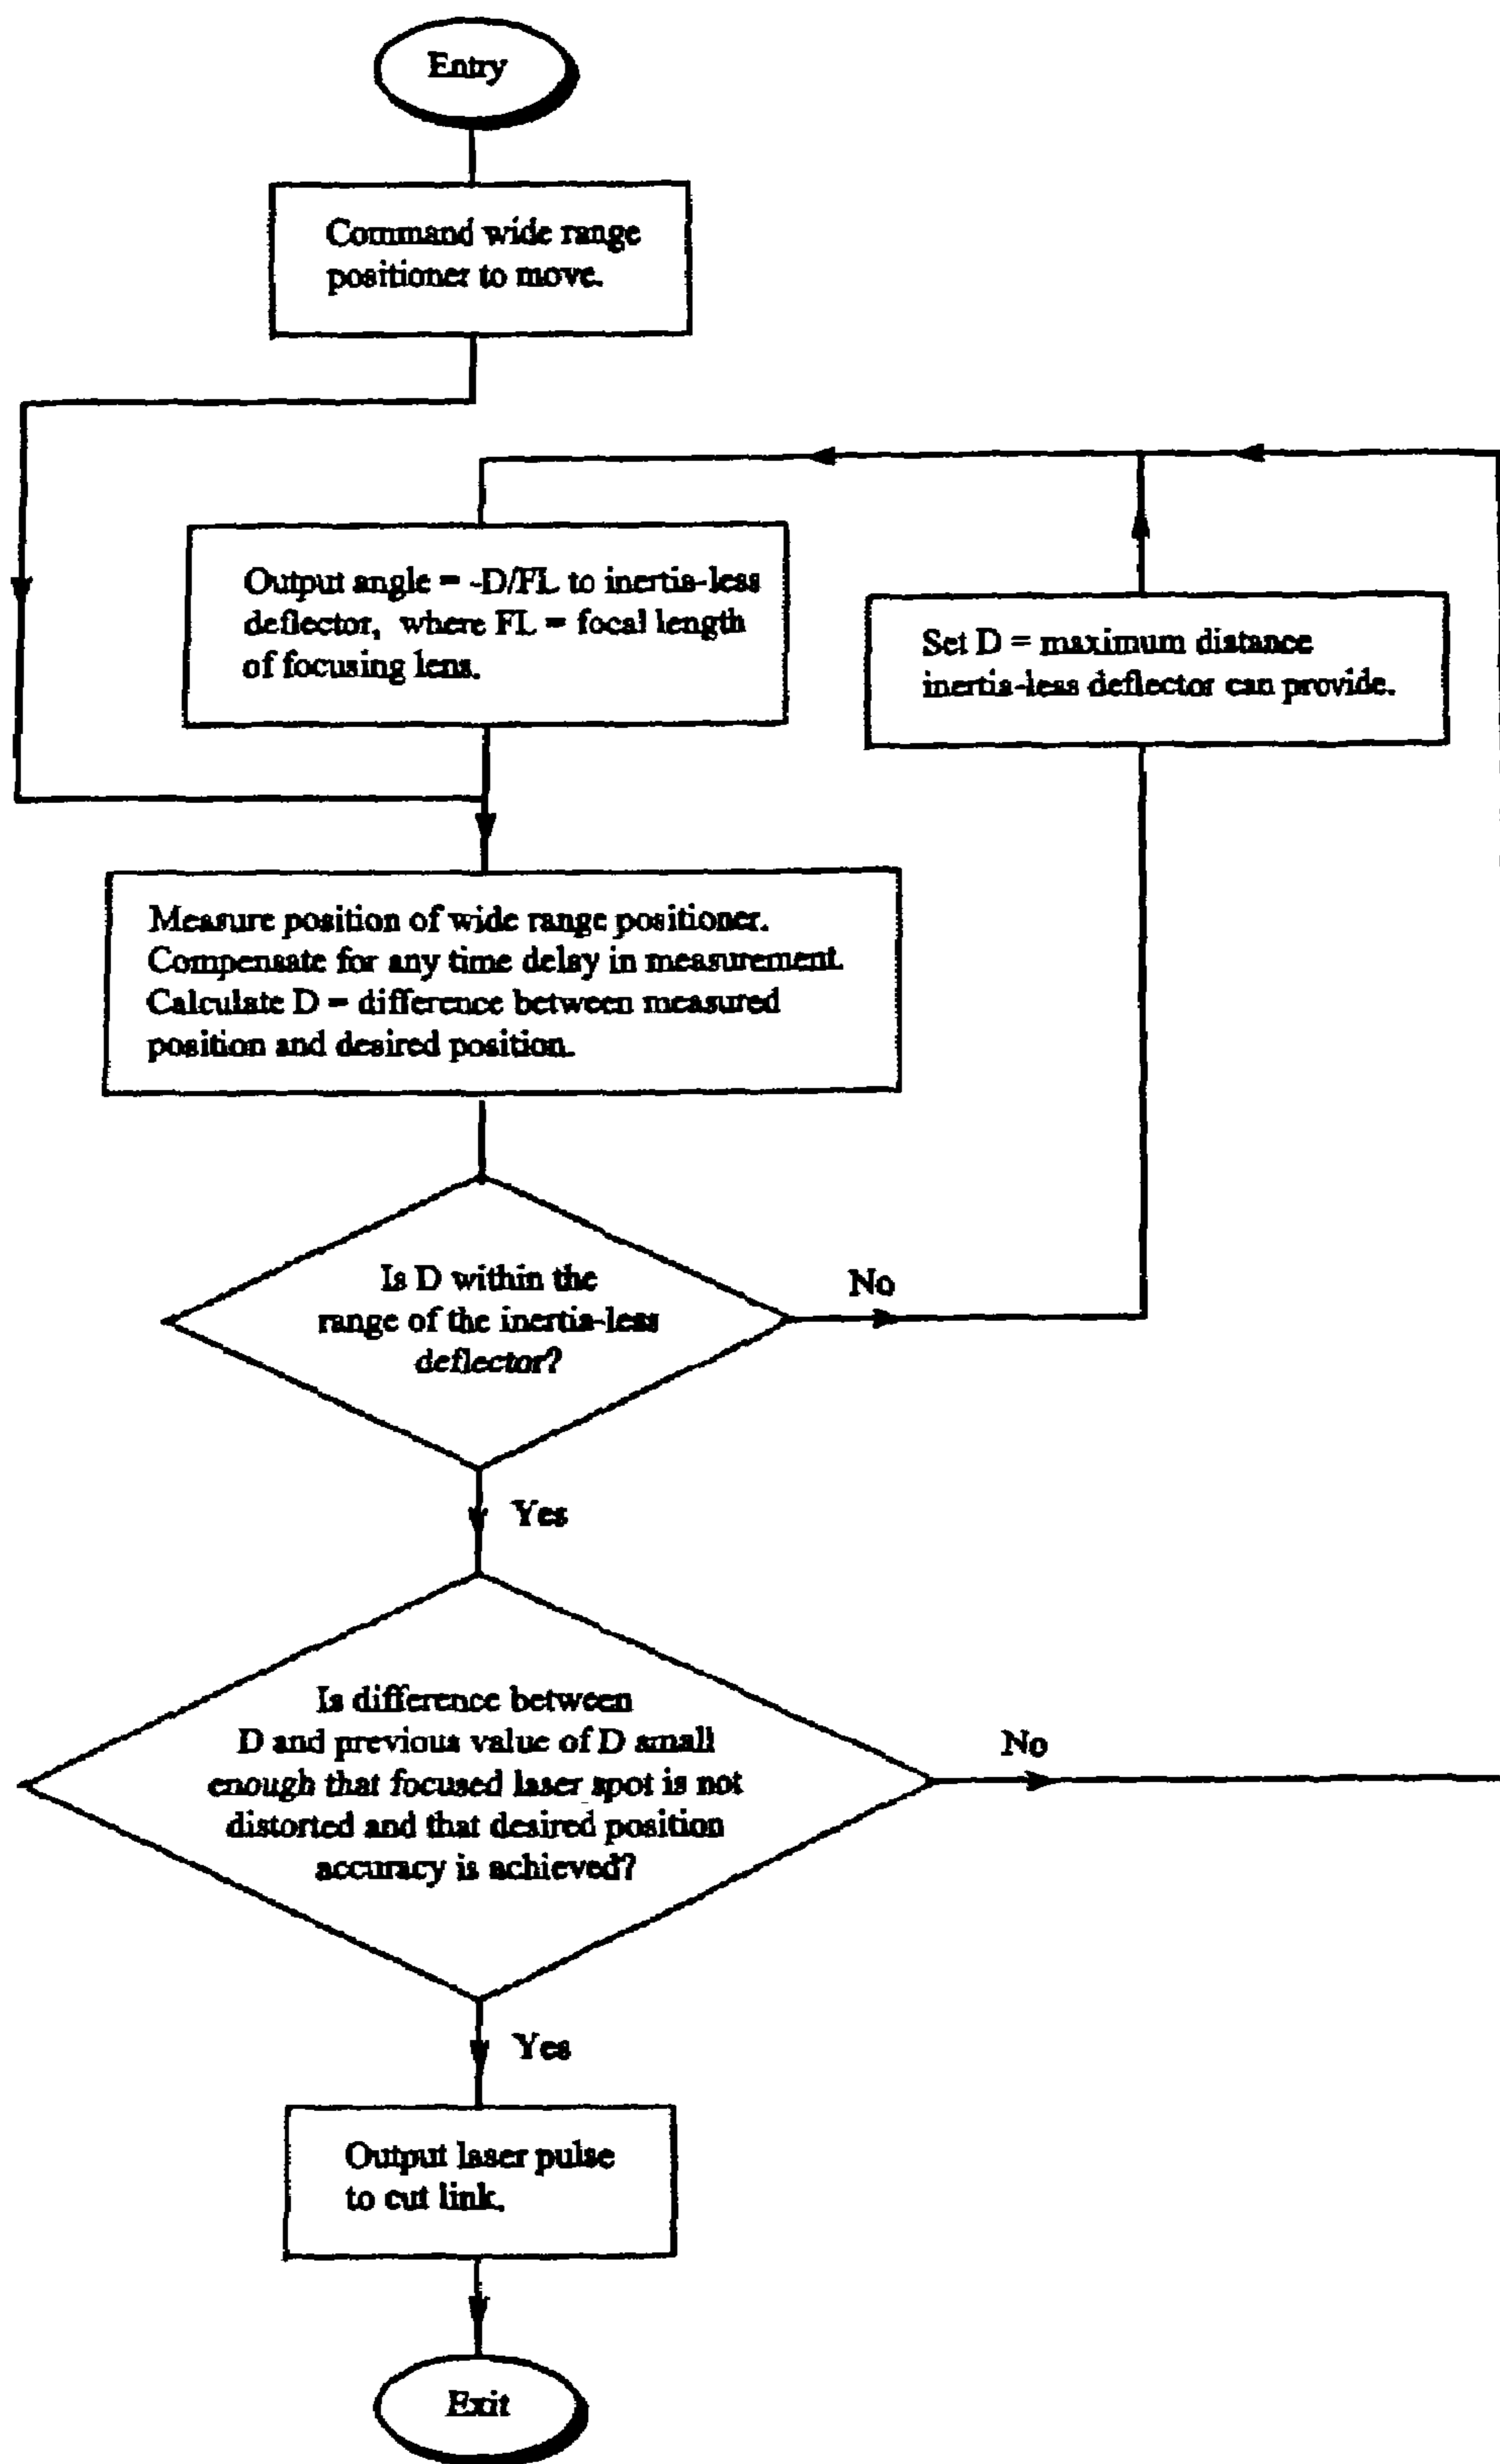 Entry
Command wide range
positioner to move.
Output angle = -D/FL to inertia-less
deflector, where FL = focal length
of focusing lens.
Set D = maximum distance
inertia-less deflector can provide.
Measure position of wide range positioner.
Compensate for any time delay in measurement.
Calculate D = difference between measured
position and desired position.
Is D within the
range of the inertia-less
deflector?
No
Yes
Is difference between
D and previous value of D small
enough that focused laser spot is not
distorted and that desired position
accuracy is achieved?
No
Yes
Output laser pulse
to cut link.
Exit